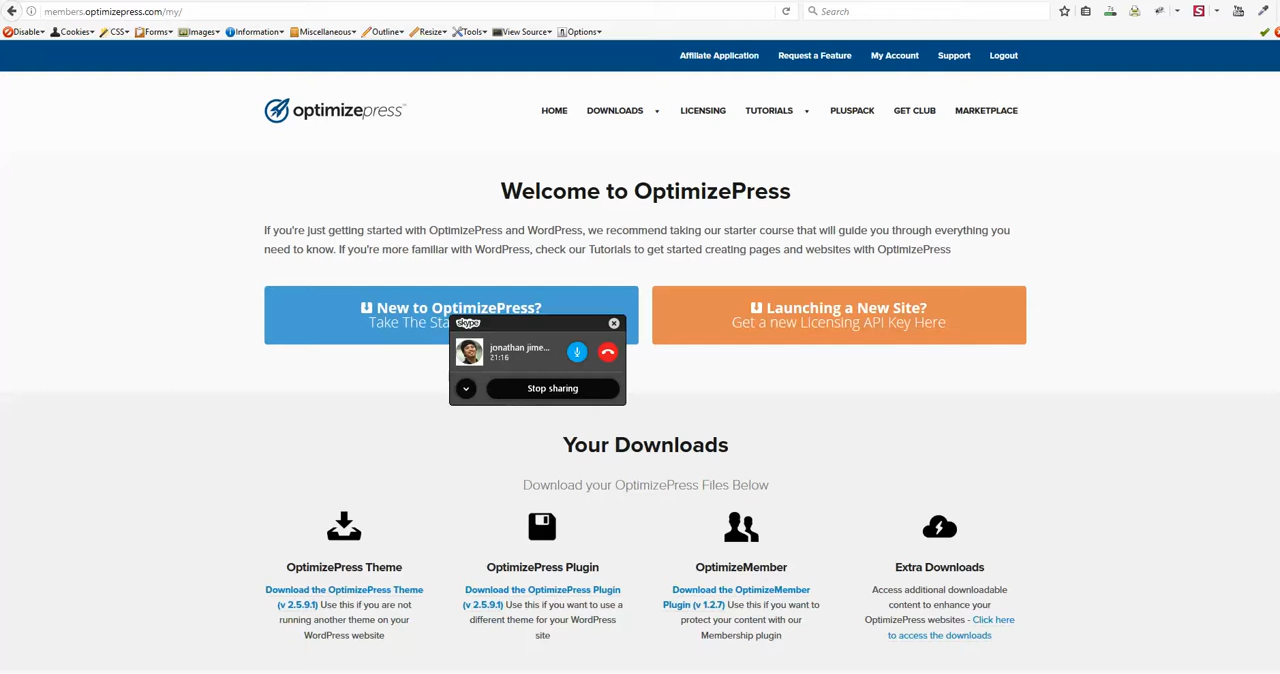 members.optimizepress.com/my/
Search
Disable Cookies CSS Forms Images Information Miscellaneous Outline Resize Tools View Source Options
Affiliate Application Request a Feature My Account Support Logout
optimizepress™
HOME DOWNLOADS LICENSING TUTORIALS PLUSPACK GET CLUB MARKETPLACE
Welcome to OptimizePress
If you're just getting started with OptimizePress and WordPress, we recommend taking our starter course that will guide you through everything you
need to know. If you're more familiar with WordPress, check our Tutorials to get started creating pages and websites with OptimizePress
New to OptimizePress?
Take The Sta
Launching a New Site?
Get a new Licensing API Key Here
skype
jonathan jime...
21:16
Stop sharing
Your Downloads
Download your OptimizePress Files Below
OptimizePress Theme
Download the OptimizePress Theme
(v 2.5.9.1) Use this if you are not
running another theme on your
WordPress website
OptimizePress Plugin
Download the OptimizePress Plugin
(v 2.5.9.1) Use this if you want to use a
different theme for your WordPress
site
OptimizeMember
Download the OptimizeMember
Plugin (v 1.2.7) Use this if you want to
protect your content with our
Membership plugin
Extra Downloads
Access additional downloadable
content to enhance your
OptimizePress websites - Click here
to access the downloads